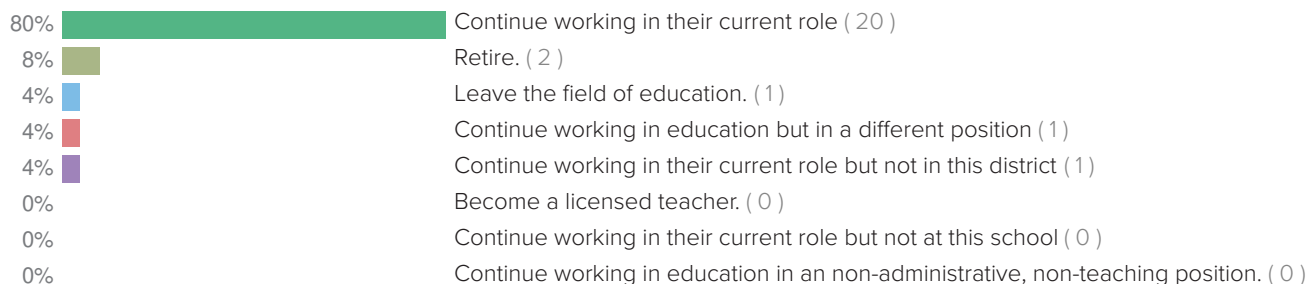 80% Continue working in their current role ( 20 )
8% Retire. ( 2 )
4% Leave the field of education. ( 1 )
4% Continue working in education but in a different position ( 1 )
4% Continue working in their current role but not in this district ( 1 )
0% Become a licensed teacher. ( 0 )
0% Continue working in their current role but not at this school ( 0 )
0% Continue working in education in an non-administrative, non-teaching position. ( 0 )